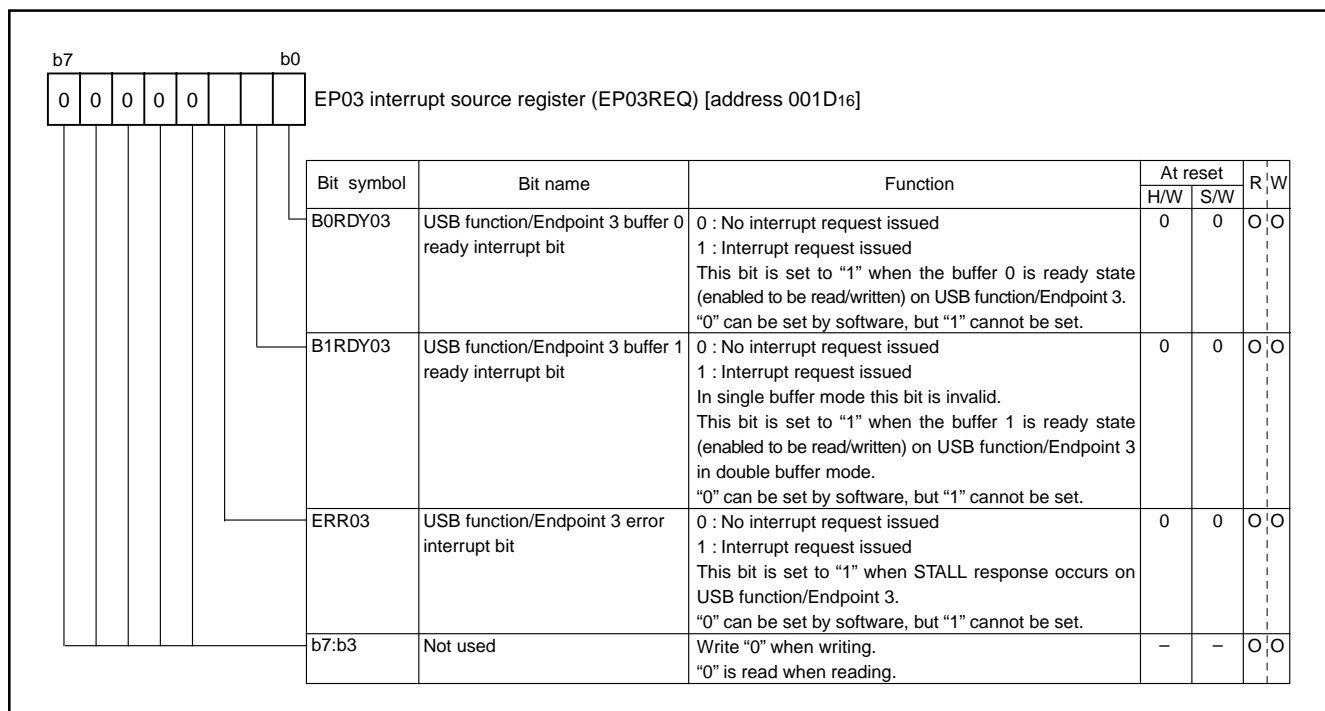 b7 b0
0 0 0 0 0
EP03 interrupt source register (EP03REQ) [address 001D16]
Bit symbol Bit name Function At reset R W
H/W S/W
B0RDY03 USB function/Endpoint 3 buffer 0 0 : No interrupt request issued 0 0 O O
ready interrupt bit 1 : Interrupt request issued
This bit is set to “1” when the buffer 0 is ready state
(enabled to be read/written) on USB function/Endpoint 3.
“0” can be set by software, but “1” cannot be set.
B1RDY03 USB function/Endpoint 3 buffer 1 0 : No interrupt request issued 0 0 O O
ready interrupt bit 1 : Interrupt request issued
In single buffer mode this bit is invalid.
This bit is set to “1” when the buffer 1 is ready state
(enabled to be read/written) on USB function/Endpoint 3
in double buffer mode.
“0” can be set by software, but “1” cannot be set.
ERR03 USB function/Endpoint 3 error 0 : No interrupt request issued 0 0 O O
interrupt bit 1 : Interrupt request issued
This bit is set to “1” when STALL response occurs on
USB function/Endpoint 3.
“0” can be set by software, but “1” cannot be set.
b7:b3 Not used Write “0” when writing. – – O O
“0” is read when reading.